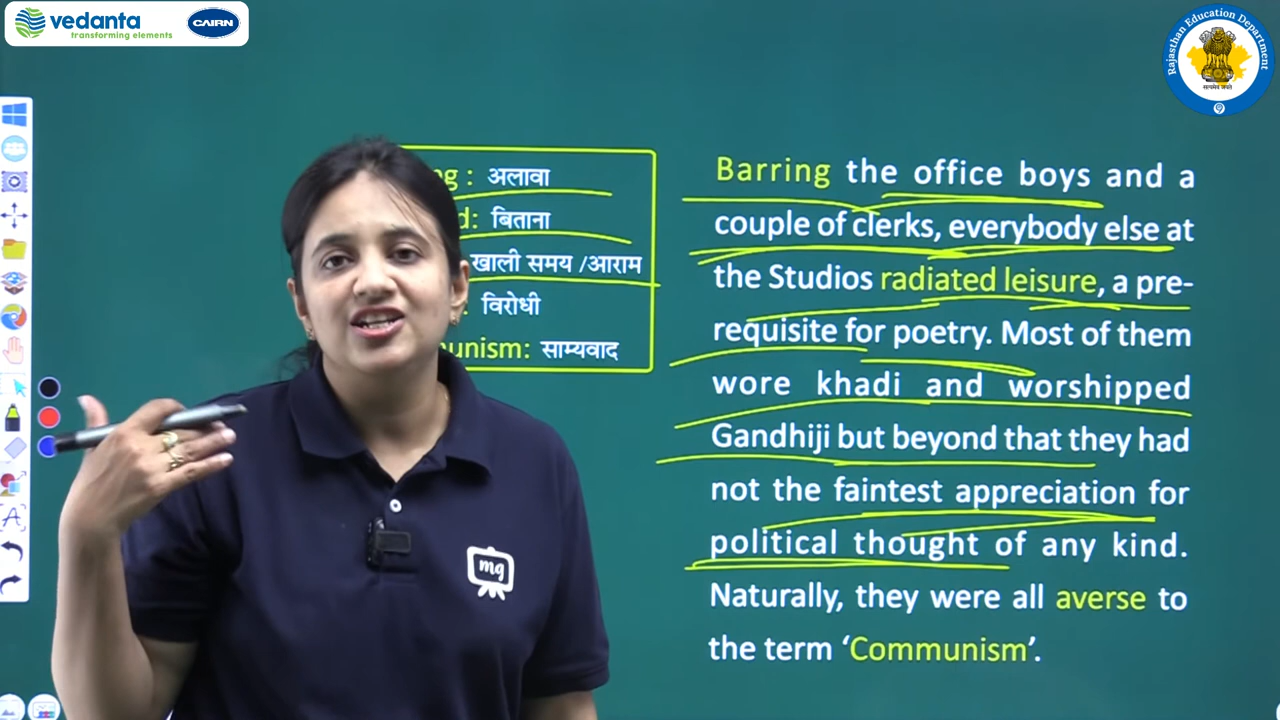 vedanta
transforming elements
CAIRN
Rajasthan Education Department
सत्यमेव जयते
g : अलावा
d: बिताना
खाली समय /आराम
: विरोधी
unism: साम्यवाद
Barring the office boys and a
couple of clerks, everybody else at
the Studios radiated leisure, a pre-
requisite for poetry. Most of them
wore khadi and worshipped
Gandhiji but beyond that they had
not the faintest appreciation for
political thought of any kind.
Naturally, they were all averse to
the term ‘Communism’.
mg